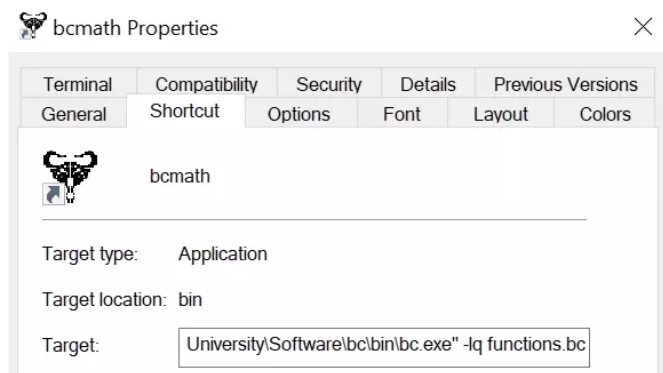 bcmath Properties
Terminal Compatibility Security Details Previous Versions
General Shortcut Options Font Layout Colors
bcmath
Target type: Application
Target location: bin
Target: University\Software\bc\bin\bc.exe" -lq functions.bc